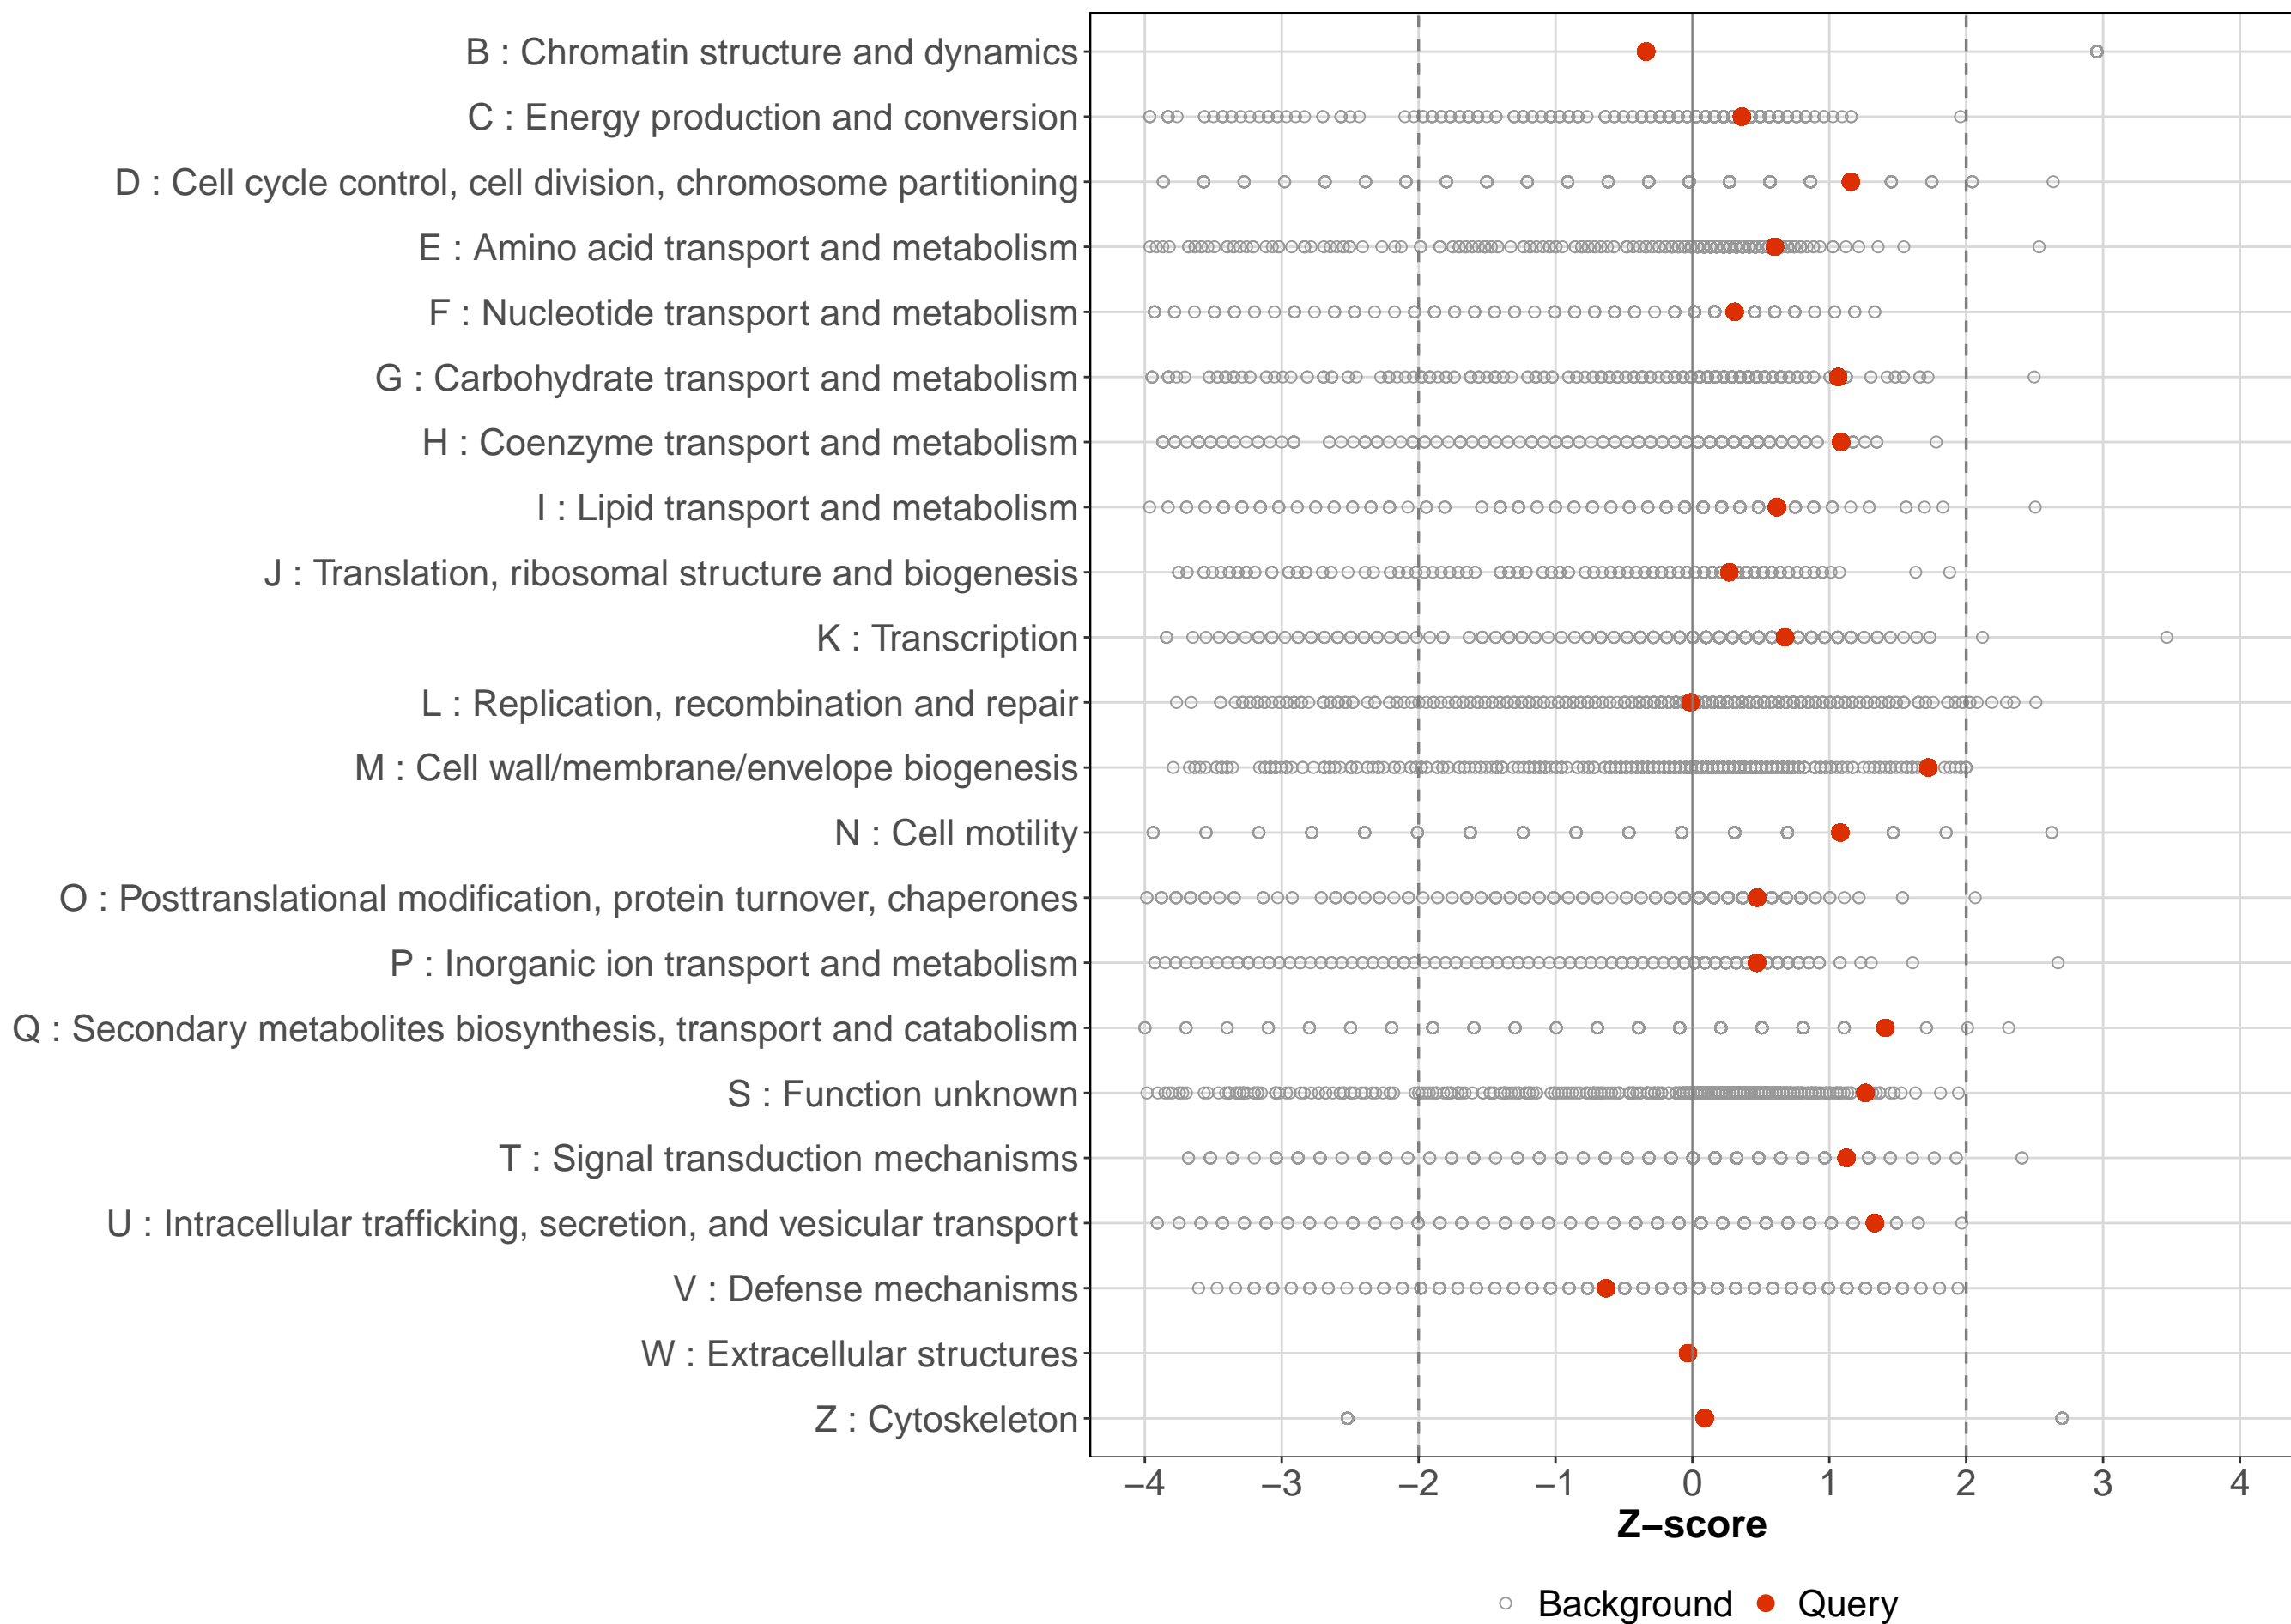 B : Chromatin structure and dynamics
C : Energy production and conversion
D : Cell cycle control, cell division, chromosome partitioning
E : Amino acid transport and metabolism
F : Nucleotide transport and metabolism
G : Carbohydrate transport and metabolism
H : Coenzyme transport and metabolism
I : Lipid transport and metabolism
J : Translation, ribosomal structure and biogenesis
K : Transcription
L : Replication, recombination and repair
M : Cell wall/membrane/envelope biogenesis
N : Cell motility
O : Posttranslational modification, protein turnover, chaperones
P : Inorganic ion transport and metabolism
Q : Secondary metabolites biosynthesis, transport and catabolism
S : Function unknown
T : Signal transduction mechanisms
U : Intracellular trafficking, secretion, and vesicular transport
V : Defense mechanisms
W : Extracellular structures
Z : Cytoskeleton
−4 −3 −2 −1 0 1 2 3 4
Z−score
Background Query